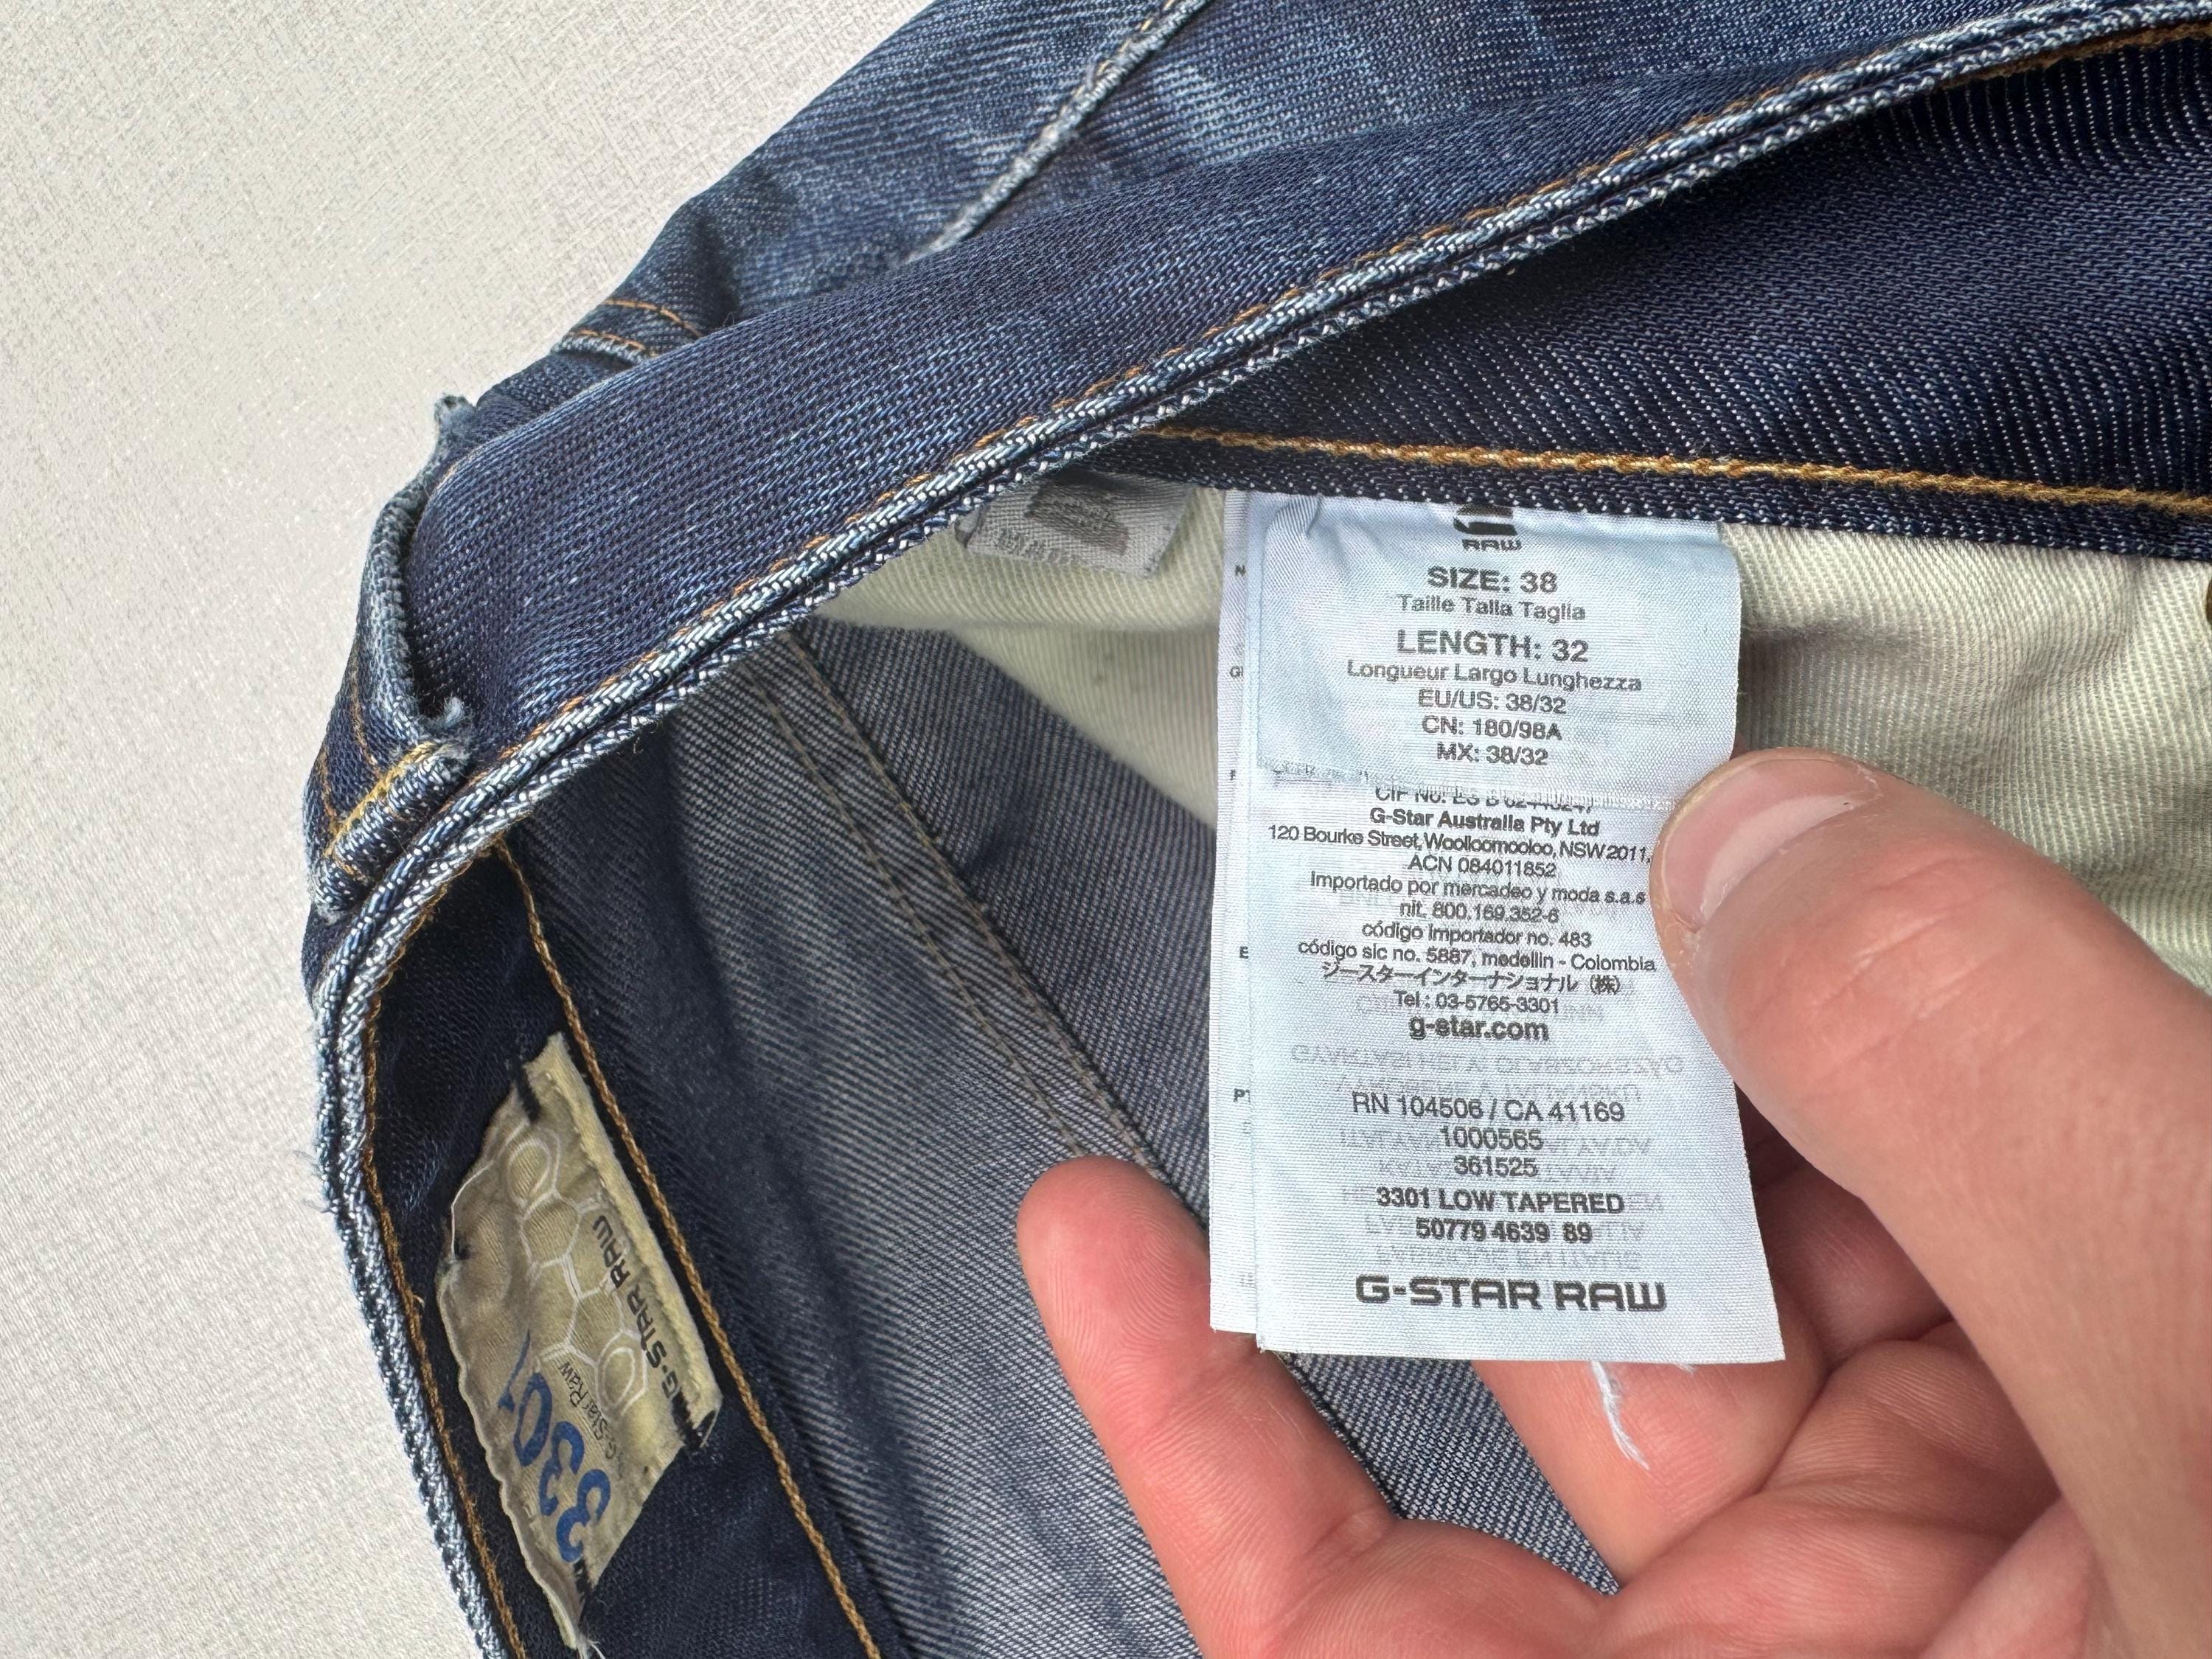 RAW
SIZE: 38
Taille Talla Taglia
LENGTH: 32
Longueur Largo Lunghezza
EU/US: 38/32
CN: 180/98A
MX: 38/32
CIF No: ES B
G-Star Australia Pty Ltd
120 Bourke Street, Woolloomooloo, NSW 2011,
ACN 084011852
Importado por mercadeo y moda s.a.s
nit. 800.169.352-6
código importador no. 483
código sic no. 5887, medellin - Colombia
ジースターインターナショナル（株）
Tel : 03-5765-3301
g-star.com
RN 104506 / CA 41169
1000565
361525
3301 LOW TAPERED
50779 4639 89
G-STAR RAW
G-STAR RAW
by G-Star Raw
3301